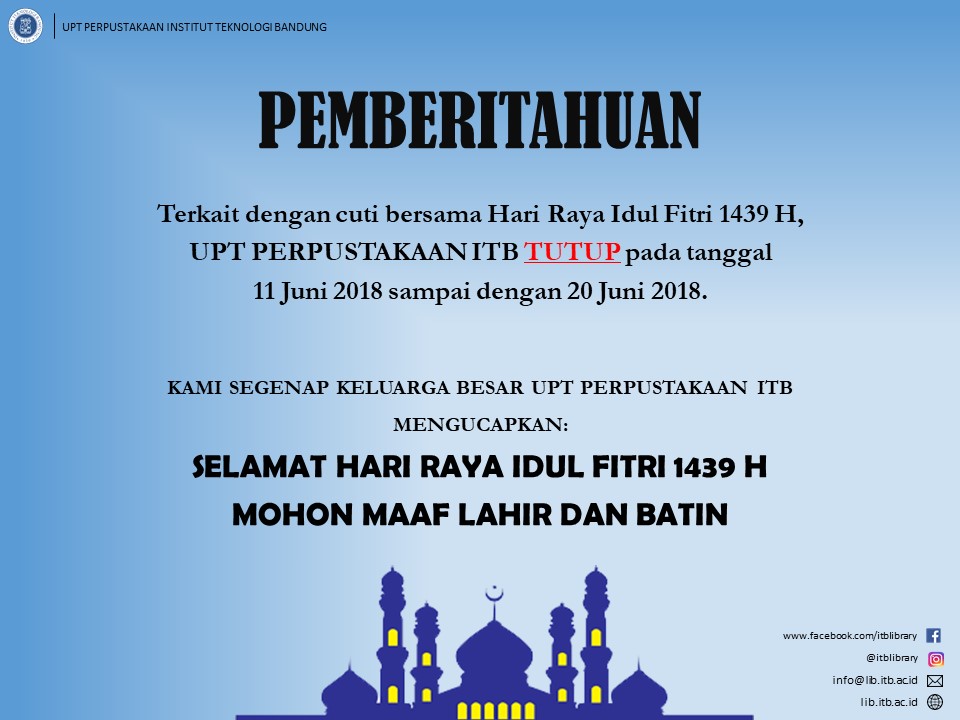 UPT PERPUSTAKAAN INSTITUT TEKNOLOGI BANDUNG
PEMBERITAHUAN
Terkait dengan cuti bersama Hari Raya Idul Fitri 1439 H,
UPT PERPUSTAKAAN ITB TUTUP pada tanggal
11 Juni 2018 sampai dengan 20 Juni 2018.
KAMI SEGENAP KELUARGA BESAR UPT PERPUSTAKAAN ITB
MENGUCAPKAN:
SELAMAT HARI RAYA IDUL FITRI 1439 H
MOHON MAAF LAHIR DAN BATIN
www.facebook.com/itblibrary
@itblibrary
info@lib.itb.ac.id
lib.itb.ac.id